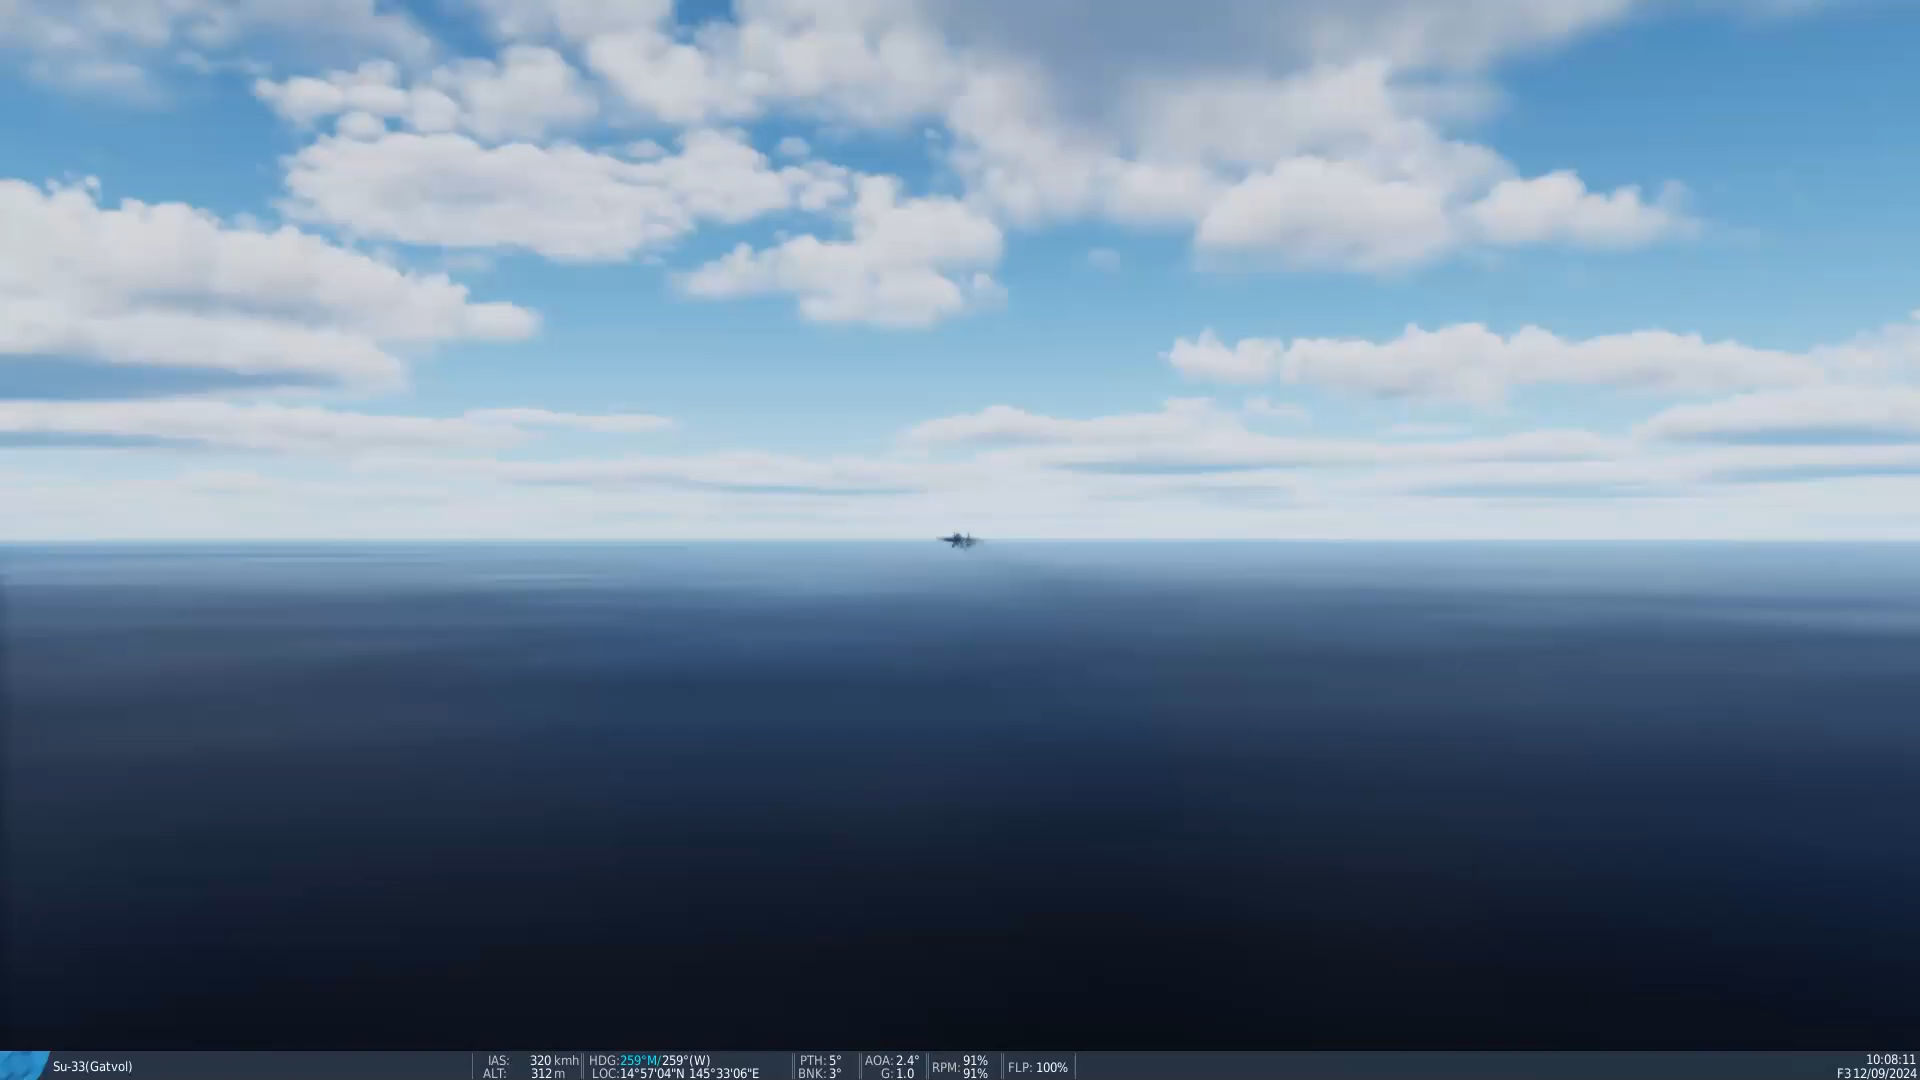 Su-33(Gatvol)
IAS: 320 kmh
ALT: 312 m
HDG:259°M/259°(W)
LOC:14°57'04"N 145°33'06"E
PTH: 5°
BNK: 3°
AOA: 2.4°
G: 1.0
RPM: 91%
91%
FLP: 100%
10:08:11
F3 12/09/2024